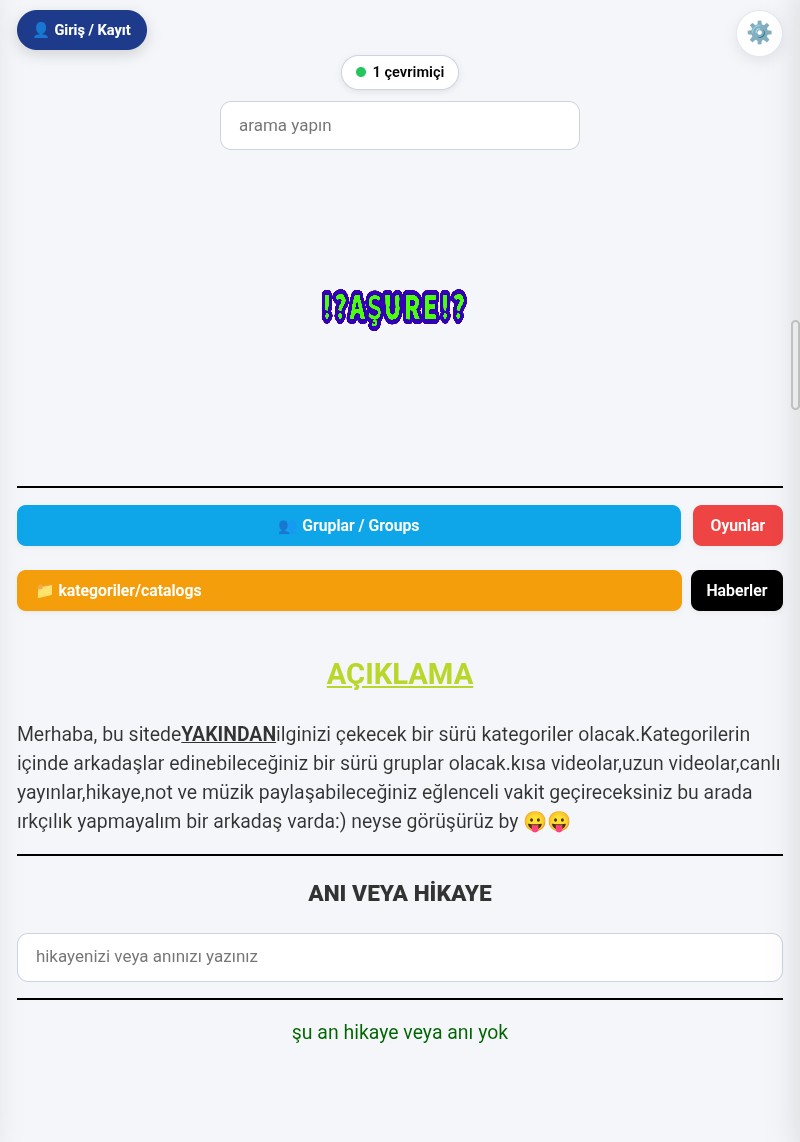 Giriş / Kayıt
1 çevrimiçi
arama yapın
!?AŞURE!?
Gruplar / Groups
Oyunlar
kategoriler/catalogs
Haberler
AÇIKLAMA
Merhaba, bu sitedeYAKINDANilginizi çekecek bir sürü kategoriler olacak.Kategorilerin
içinde arkadaşlar edinebileceğiniz bir sürü gruplar olacak.kısa videolar,uzun videolar,canlı
yayınlar,hikaye,not ve müzik paylaşabileceğiniz eğlenceli vakit geçireceksiniz bu arada
ırkçılık yapmayalım bir arkadaş varda:) neyse görüşürüz by 😛😛
ANI VEYA HİKAYE
hikayenizi veya anınızı yazınız
şu an hikaye veya anı yok